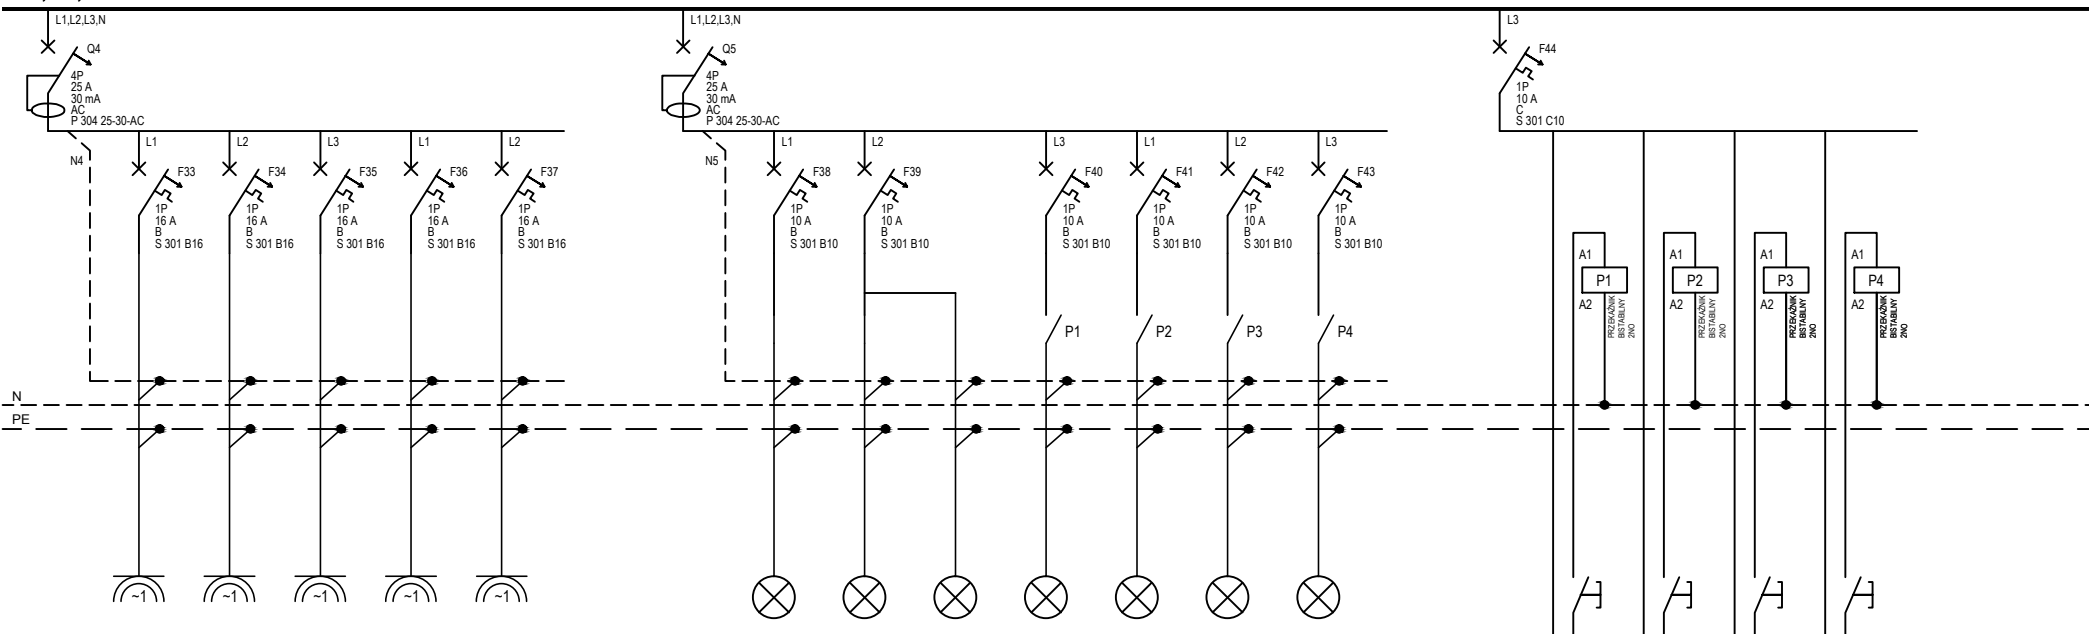 L1,L2,L3,N
Q4
4P
25 A
30 mA
AC
P 304 25-30-AC
N4
L1
F33
1P
16 A
B
S 301 B16
L2
F34
1P
16 A
B
S 301 B16
L3
F35
1P
16 A
B
S 301 B16
L1
F36
1P
16 A
B
S 301 B16
L2
F37
1P
16 A
B
S 301 B16
L1,L2,L3,N
Q5
4P
25 A
30 mA
AC
P 304 25-30-AC
N5
L1
F38
1P
10 A
B
S 301 B10
L2
F39
1P
10 A
B
S 301 B10
L3
F40
1P
10 A
B
S 301 B10
P1
L1
F41
1P
10 A
B
S 301 B10
P2
L2
F42
1P
10 A
B
S 301 B10
P3
L3
F43
1P
10 A
B
S 301 B10
P4
L3
F44
1P
10 A
C
S 301 C10
A1
P1
A2
PRZEKAŹNIK
BISTABILNY
2NO
A1
P2
A2
PRZEKAŹNIK
BISTABILNY
2NO
A1
P3
A2
PRZEKAŹNIK
BISTABILNY
2NO
A1
P4
A2
PRZEKAŹNIK
BISTABILNY
2NO
N
PE
~1
~1
~1
~1
~1